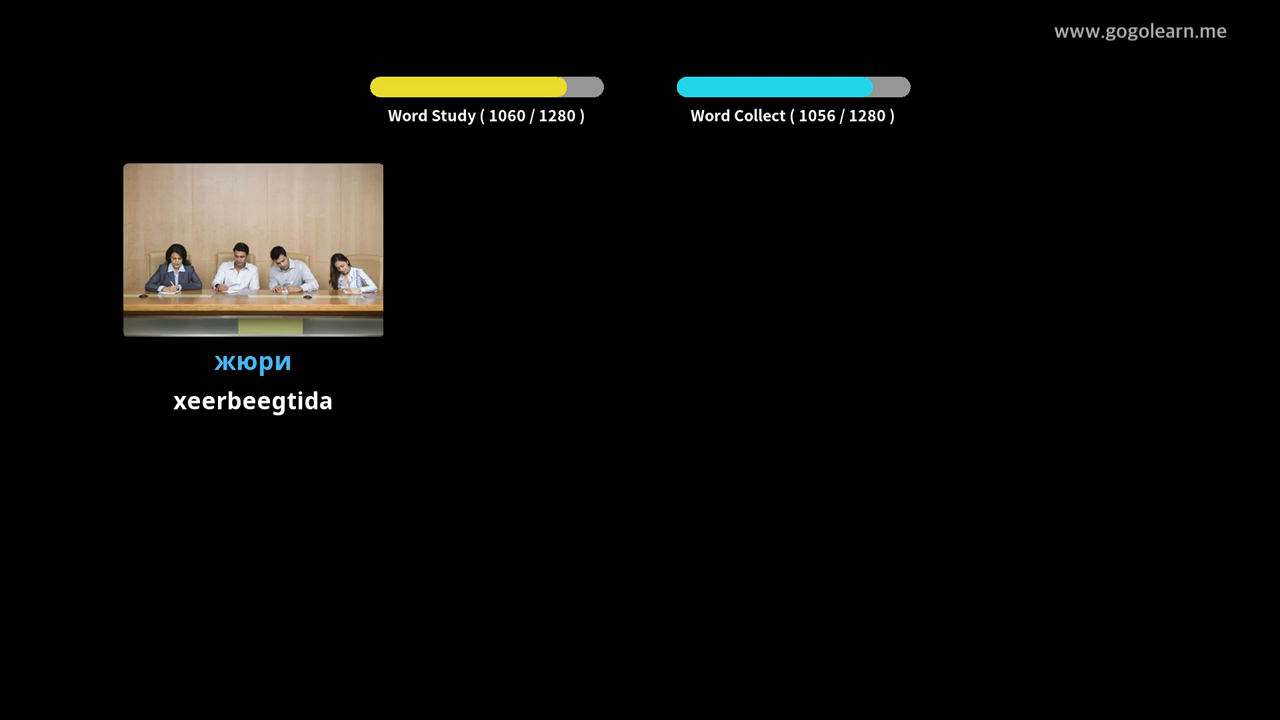 www.gogolearn.me
Word Study ( 1060 / 1280 )
Word Collect ( 1056 / 1280 )
жюри
xeerbeegtida